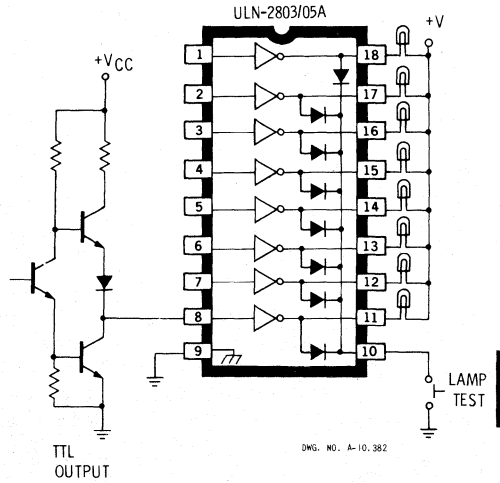 ULN-2803/05A
+V
+VCC
1
18
2
17
3
16
4
15
5
14
6
13
7
12
8
11
9
10
LAMP
TEST
DWG. NO. A-10,382
TTL
OUTPUT